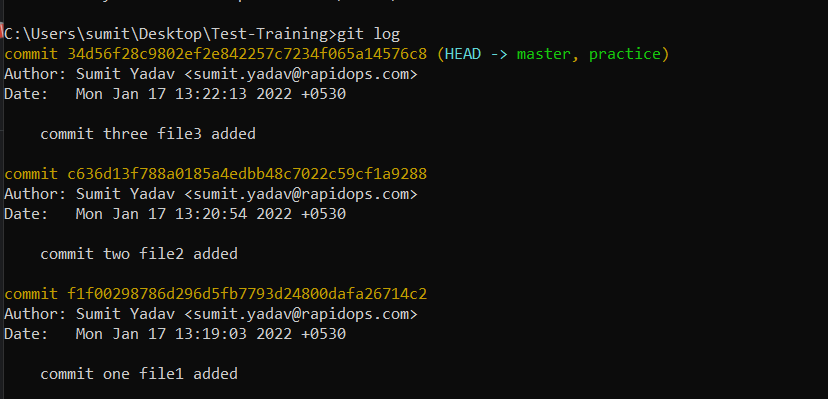 C:\Users\sumit\Desktop\Test-Training>git log
commit 34d56f28c9802ef2e842257c7234f065a14576c8 (HEAD -> master, practice)
Author: Sumit Yadav <sumit.yadav@rapidops.com>
Date:   Mon Jan 17 13:22:13 2022 +0530
    commit three file3 added
commit c636d13f788a0185a4edbb48c7022c59cf1a9288
Author: Sumit Yadav <sumit.yadav@rapidops.com>
Date:   Mon Jan 17 13:20:54 2022 +0530
    commit two file2 added
commit f1f00298786d296d5fb7793d24800dafa26714c2
Author: Sumit Yadav <sumit.yadav@rapidops.com>
Date:   Mon Jan 17 13:19:03 2022 +0530
    commit one file1 added